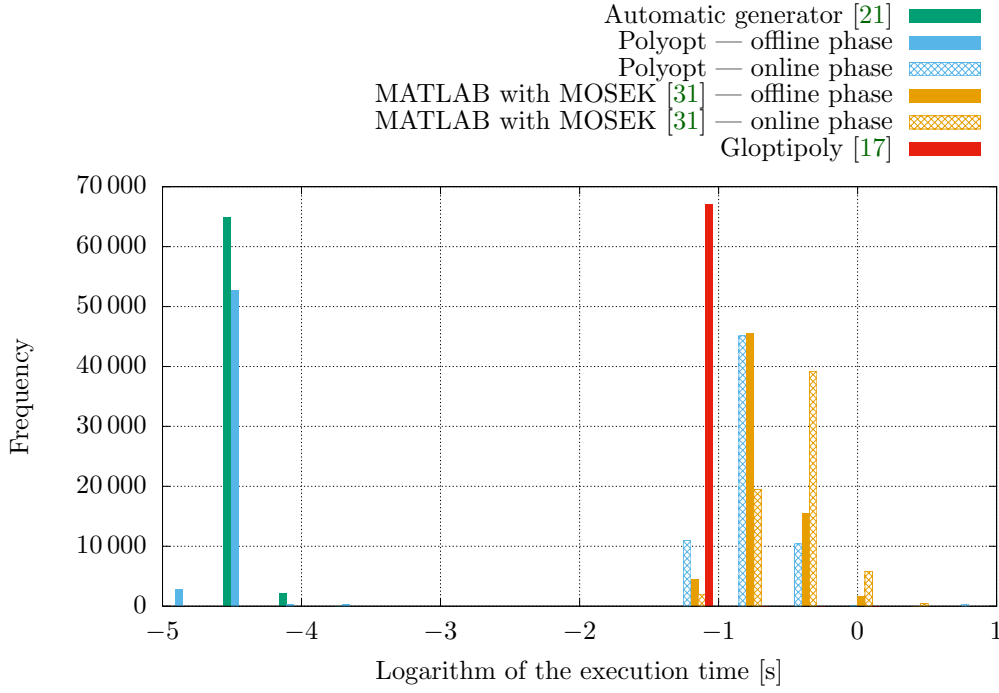 Automatic generator [21]
Polyopt — offline phase
Polyopt — online phase
MATLAB with MOSEK [31] — offline phase
MATLAB with MOSEK [31] — online phase
Gloptipoly [17]
70 000
60 000
50 000
40 000
30 000
20 000
10 000
0
Frequency
−5 −4 −3 −2 −1 0 1
Logarithm of the execution time [s]